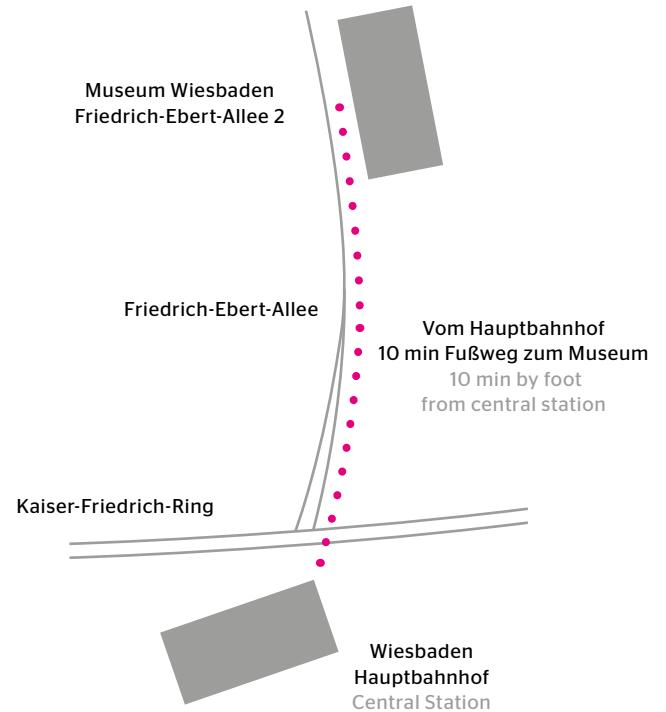 Museum Wiesbaden
Friedrich-Ebert-Allee 2
Friedrich-Ebert-Allee
Vom Hauptbahnhof
10 min Fußweg zum Museum
10 min by foot
from central station
Kaiser-Friedrich-Ring
Wiesbaden
Hauptbahnhof
Central Station